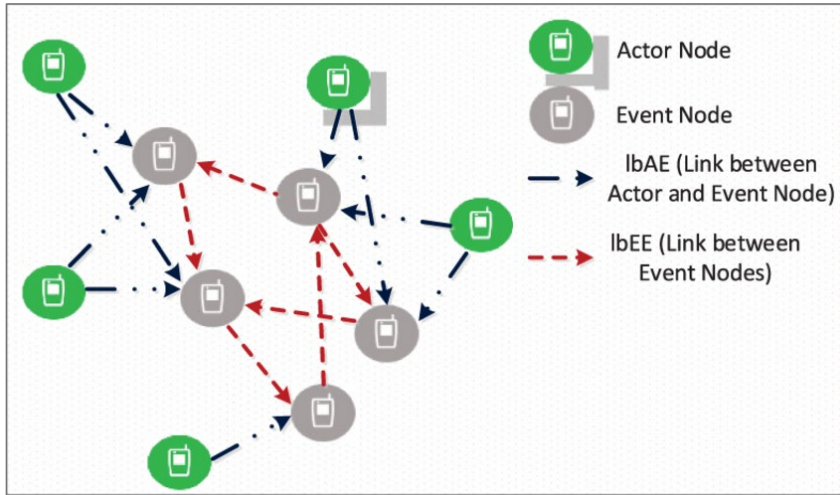 Actor Node
Event Node
lbAE (Link between
Actor and Event Node)
lbEE (Link between
Event Nodes)